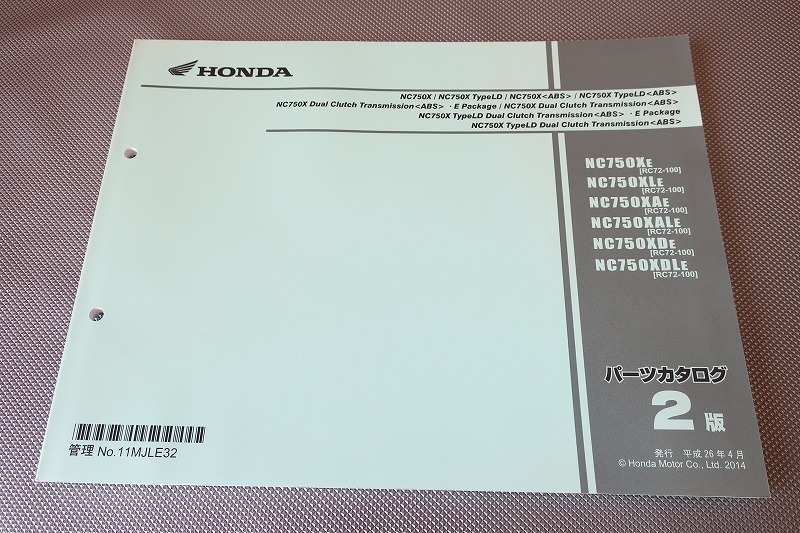 HONDA
NC750X / NC750X TypeLD / NC750X<ABS> / NC750X TypeLD<ABS>
NC750X Dual Clutch Transmission<ABS> ・E Package / NC750X Dual Clutch Transmission<ABS>
NC750X TypeLD Dual Clutch Transmission<ABS> ・E Package
NC750X TypeLD Dual Clutch Transmission<ABS>
NC750XE
[RC72-100]
NC750XLE
[RC72-100]
NC750XAE
[RC72-100]
NC750XALE
[RC72-100]
NC750XDE
[RC72-100]
NC750XDLE
[RC72-100]
パーツカタログ
2 版
発行 平成26年4月
© Honda Motor Co., Ltd. 2014
管理 No.11MJLE32